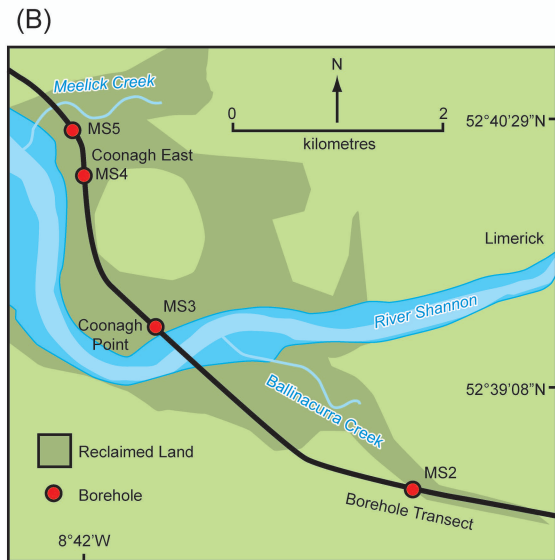 (B)
Meelick Creek
N
0
2
kilometres
52°40'29"N
MS5
Coonagh East
MS4
Limerick
MS3
Coonagh
Point
River Shannon
52°39'08"N
Ballinacurra Creek
Reclaimed Land
MS2
Borehole
Borehole Transect
8°42'W